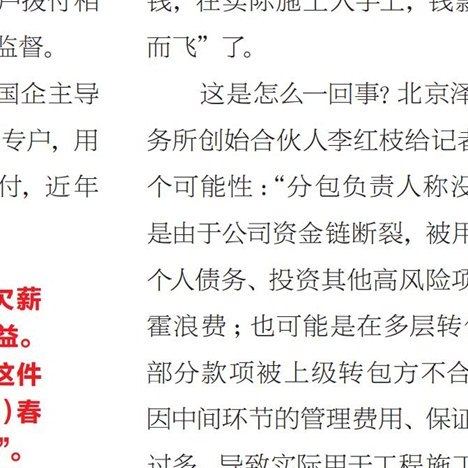 户拨付相
监督。
国企主导
专户，用
付，近年
欠薪
益。
这件
）春
”。
钱，在实际施工人手上，钱款
而飞”了。
这是怎么一回事？北京泽
务所创始合伙人李红枝给记者
个可能性：“分包负责人称没
是由于公司资金链断裂，被用
个人债务、投资其他高风险项
霍浪费；也可能是在多层转
部分款项被上级转包方不合
因中间环节的管理费用、保证
过多，导致实际用于工程施工